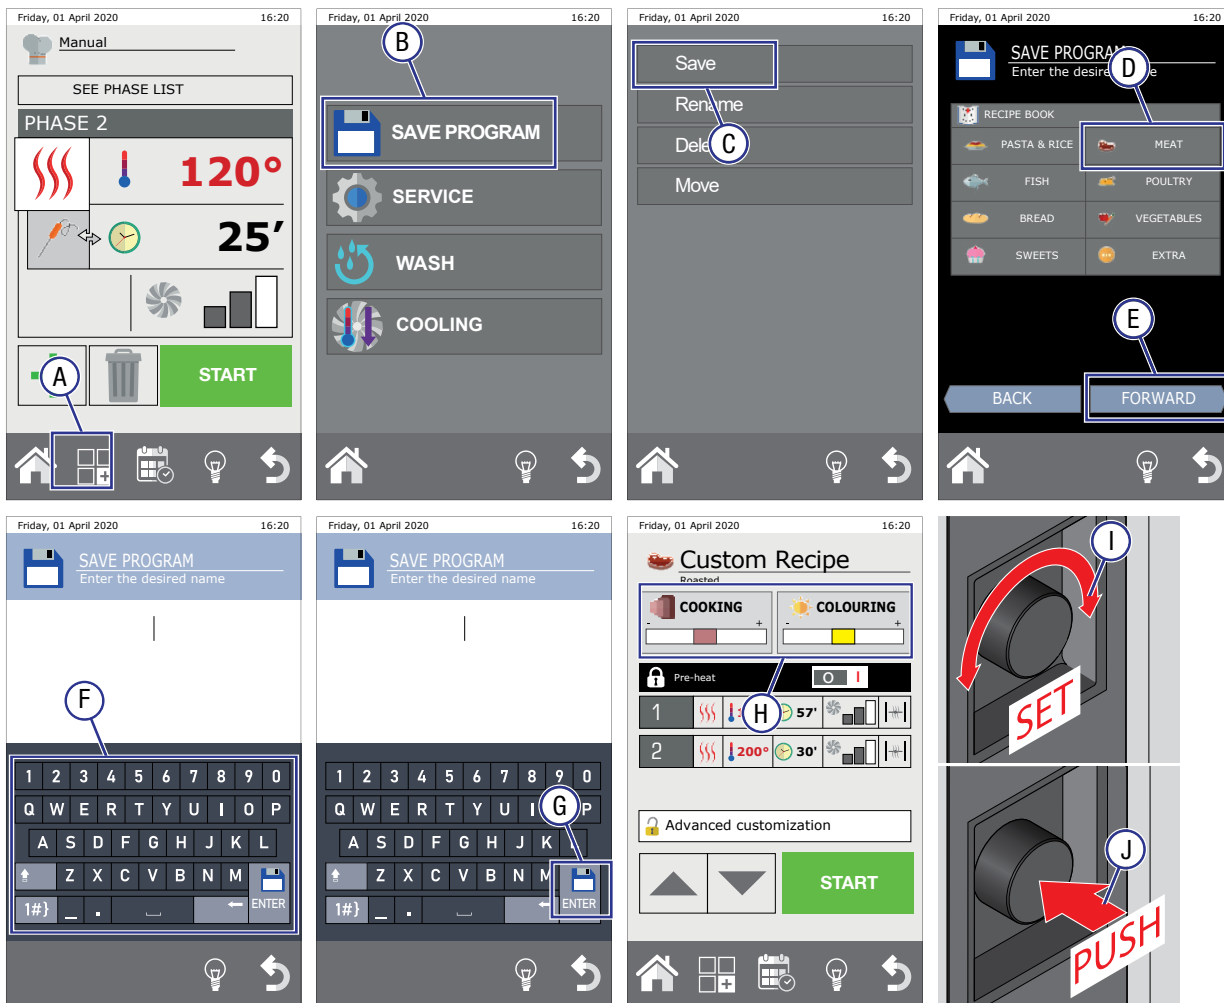 Friday, 01 April 2020 16:20
Manual
SEE PHASE LIST
PHASE 2
120°
25′
START
A
Friday, 01 April 2020 16:20
B
SAVE PROGRAM
SERVICE
WASH
COOLING
Friday, 01 April 2020 16:20
Save
Rename
C
Move
Friday, 01 April 2020 16:20
SAVE PROGRAM
Enter the desired
D
RECIPE BOOK
PASTA & RICE MEAT
FISH POULTRY
BREAD VEGETABLES
SWEETS EXTRA
E
BACK FORWARD
Friday, 01 April 2020 16:20
SAVE PROGRAM
Enter the desired name
F
1 2 3 4 5 6 7 8 9 0
Q W E R T Y U I O P
A S D F G H J K L
Z X C V B N M
1#} _ . ENTER
Friday, 01 April 2020 16:20
SAVE PROGRAM
Enter the desired name
1 2 3 4 5 6 7 8 9 0
Q W E R T Y U I P
G
A S D F G H J K L
Z X C V B N M
1#} _ . ENTER
Friday, 01 April 2020 16:20
Custom Recipe
Roasted
COOKING COLOURING
- + - +
Pre-heat O I
H
1 57'
2 200° 30'
Advanced customization
START
I
SET
J
PUSH